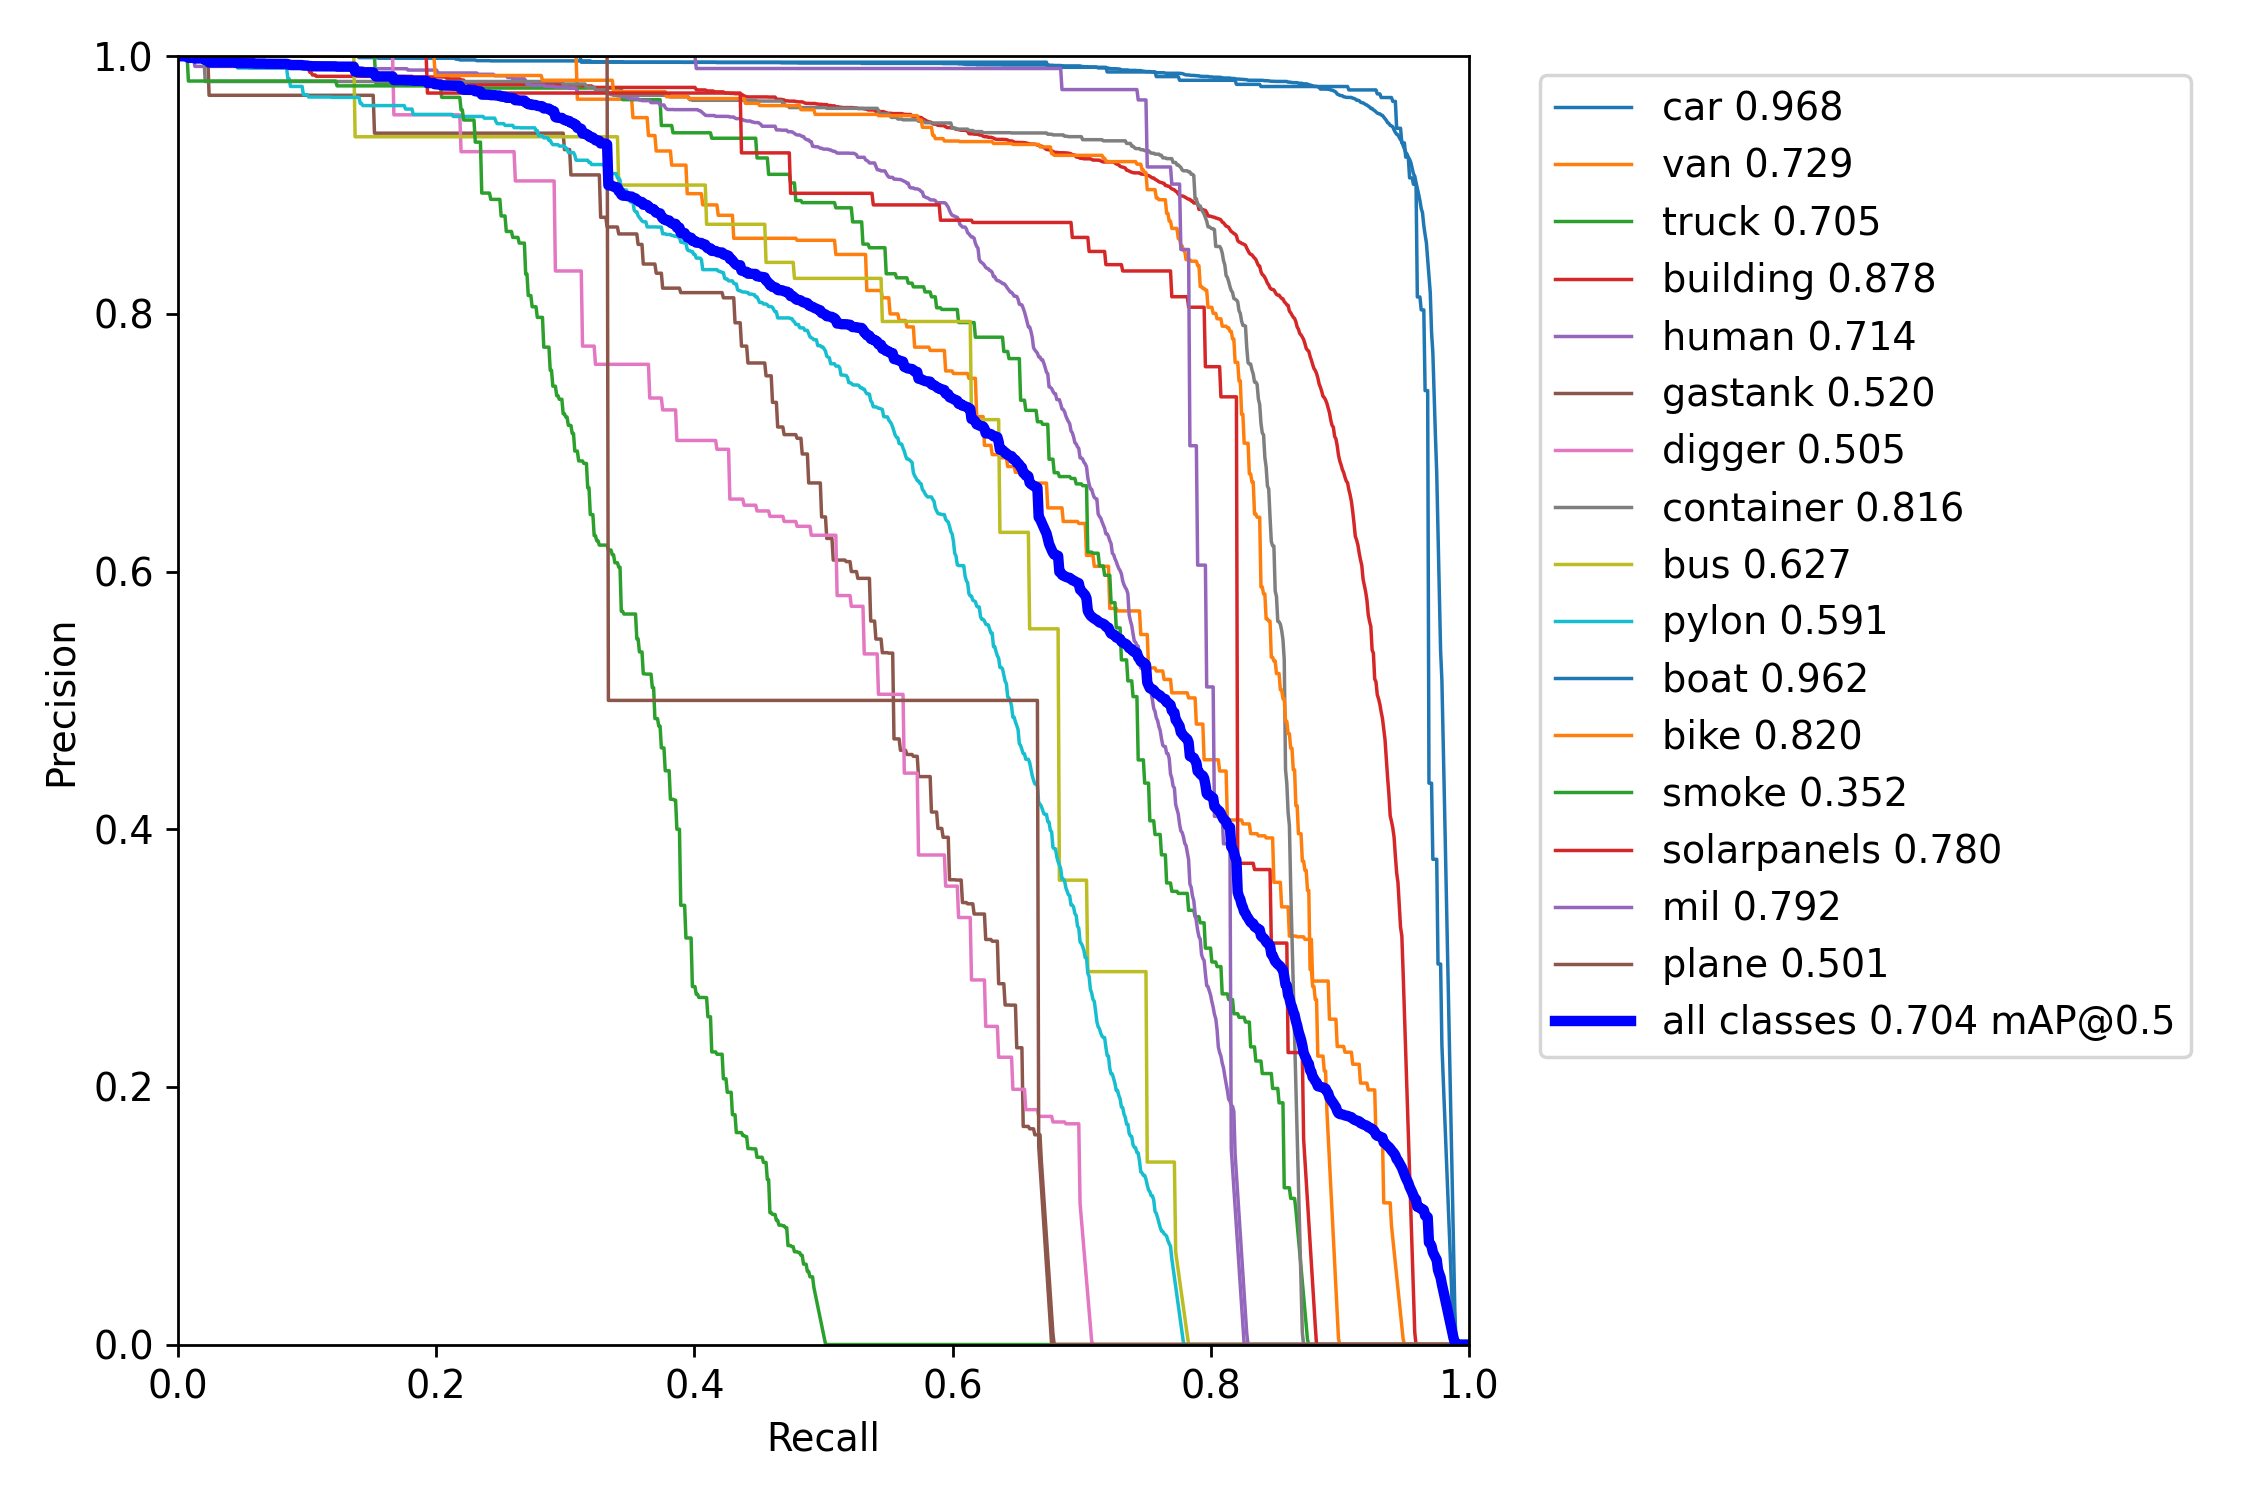 1.0
0.8
0.6
0.4
0.2
0.0
Precision
0.0 0.2 0.4 0.6 0.8 1.0
Recall
car 0.968
van 0.729
truck 0.705
building 0.878
human 0.714
gastank 0.520
digger 0.505
container 0.816
bus 0.627
pylon 0.591
boat 0.962
bike 0.820
smoke 0.352
solarpanels 0.780
mil 0.792
plane 0.501
all classes 0.704 mAP@0.5